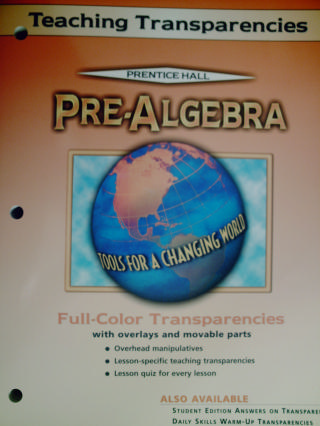 Teaching Transparencies
PRENTICE HALL
PRE-ALGEBRA
TOOLS FOR A CHANGING WORLD
Full-Color Transparencies
with overlays and movable parts
• Overhead manipulatives
• Lesson-specific teaching transparencies
• Lesson quiz for every lesson
ALSO AVAILABLE
STUDENT EDITION ANSWERS ON
DAILY SKILLS WARM-UP TRANSPARENCIES